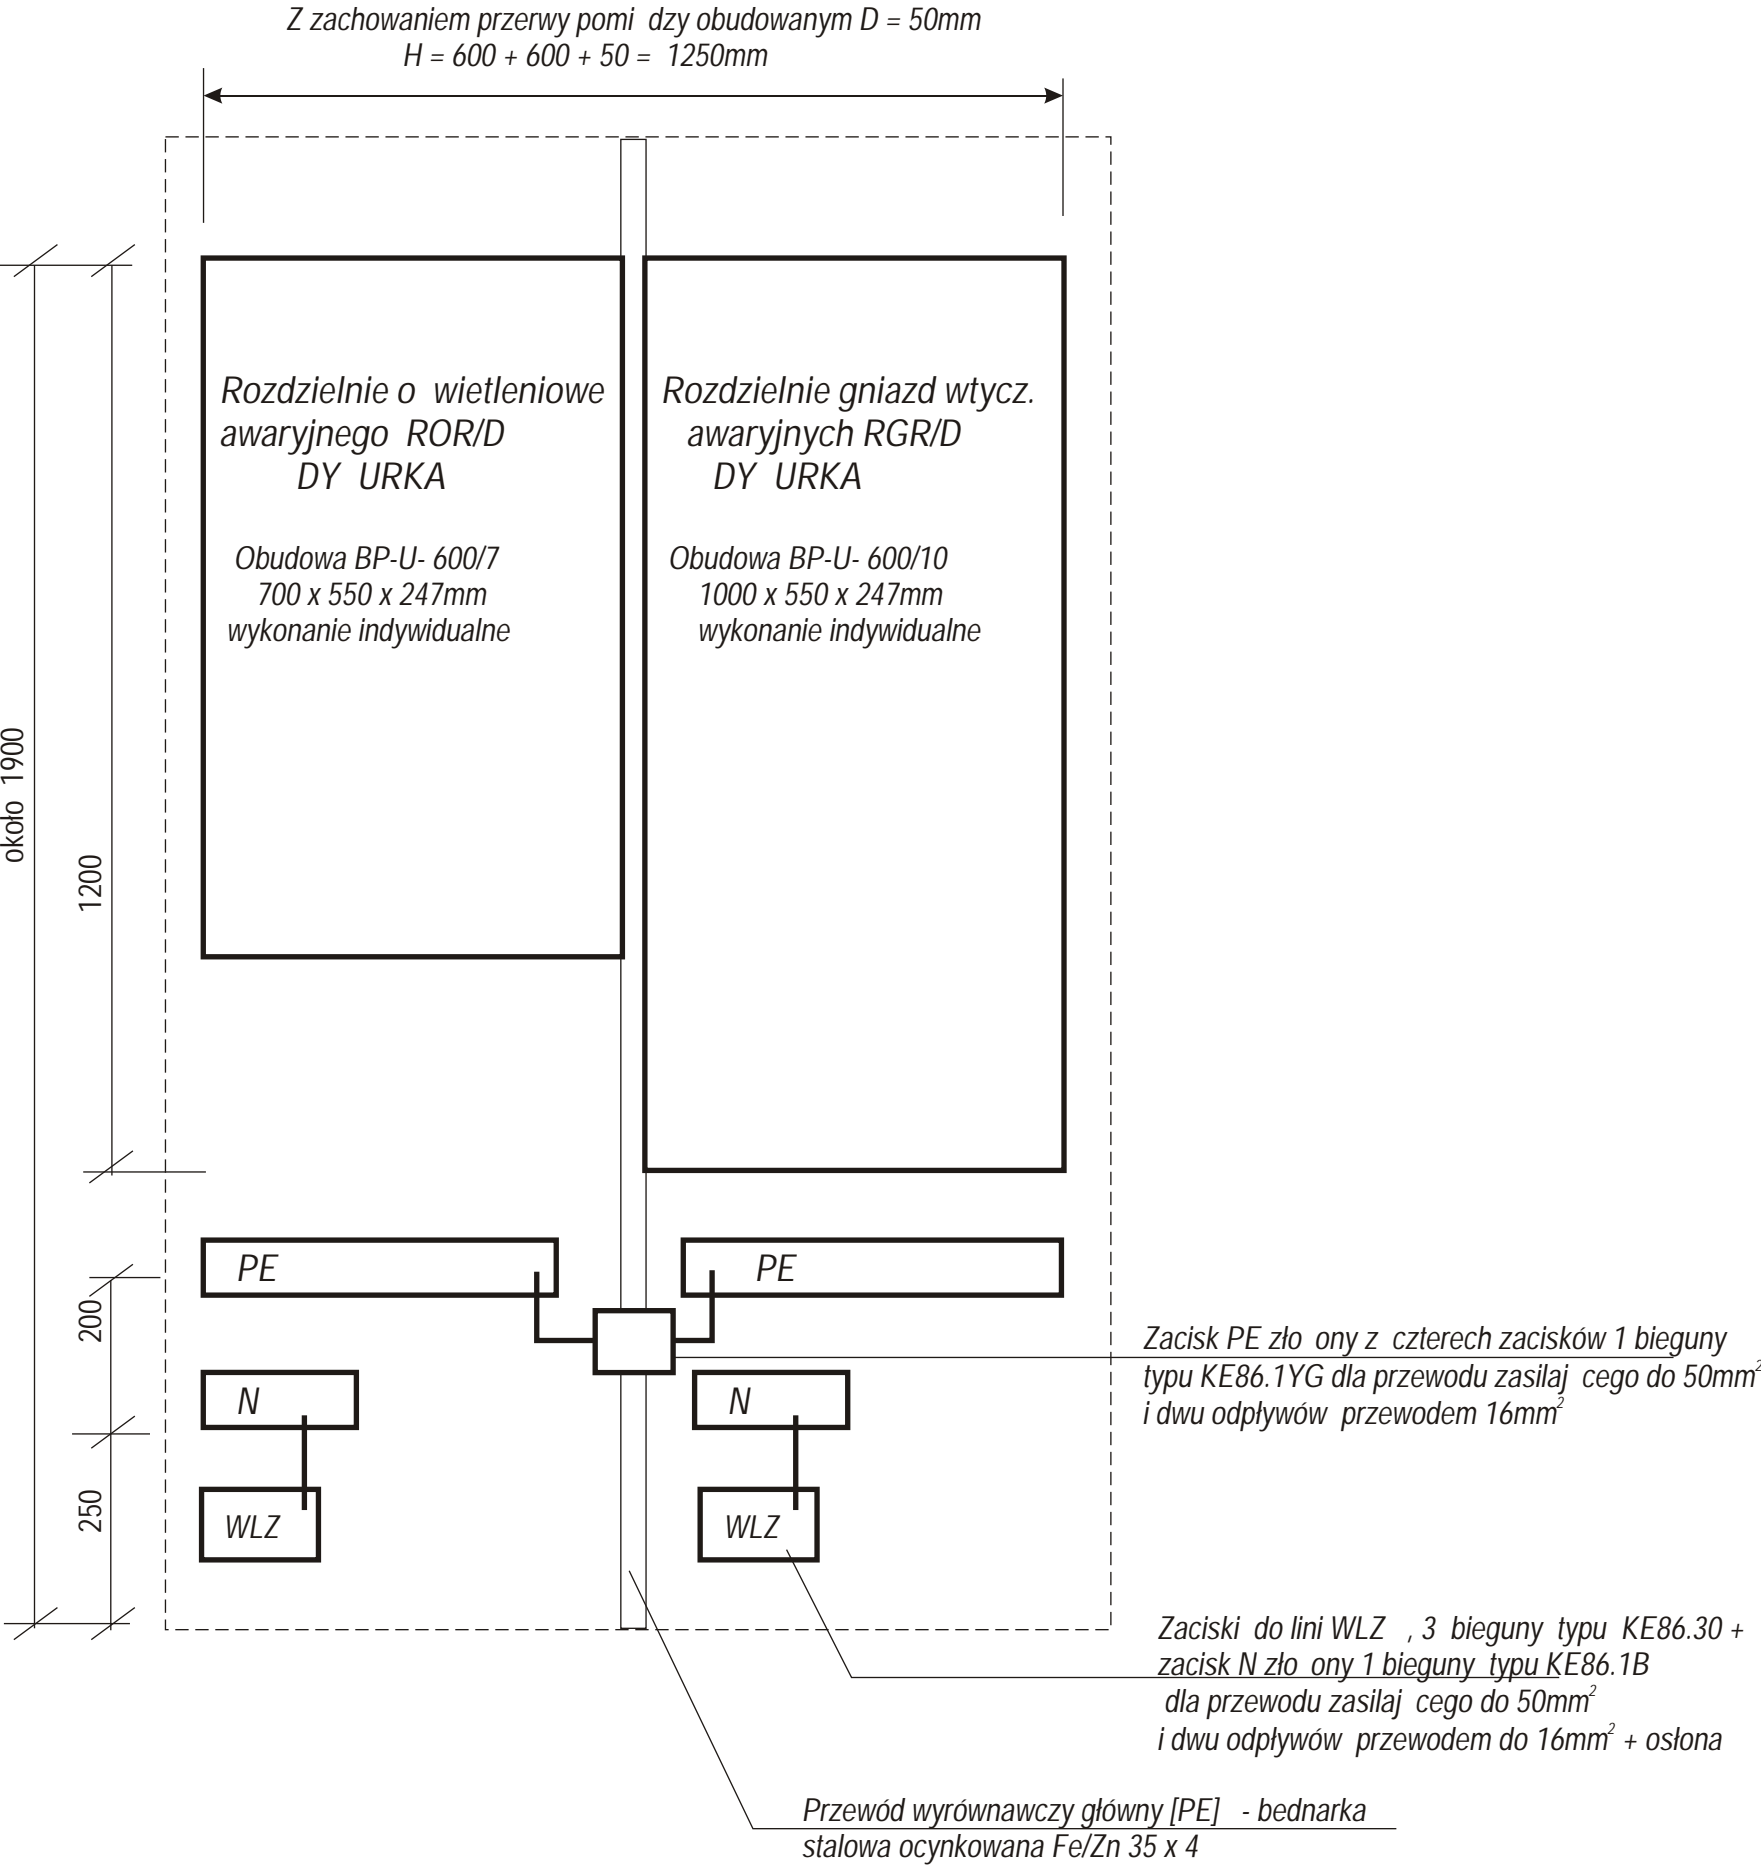 Z zachowaniem przerwy pomi dzy obudowanym D = 50mm
H = 600 + 600 + 50 = 1250mm
Rozdzielnie o wietleniowe
awaryjnego ROR/D
DY URKA
Obudowa BP-U- 600/7
700 x 550 x 247mm
wykonanie indywidualne
Rozdzielnie gniazd wtycz.
awaryjnych RGR/D
DY URKA
Obudowa BP-U- 600/10
1000 x 550 x 247mm
wykonanie indywidualne
około 1900
1200
200
250
PE
PE
N
N
WLZ
WLZ
Zacisk PE zło ony z czterech zacisków 1 bieguny
typu KE86.1YG dla przewodu zasilaj cego do 50mm²
i dwu odpływów przewodem 16mm²
Zaciski do lini WLZ , 3 bieguny typu KE86.30 +
zacisk N zło ony 1 bieguny typu KE86.1B
dla przewodu zasilaj cego do 50mm²
i dwu odpływów przewodem do 16mm² + osłona
Przewód wyrównawczy główny [PE] - bednarka
stalowa ocynkowana Fe/Zn 35 x 4